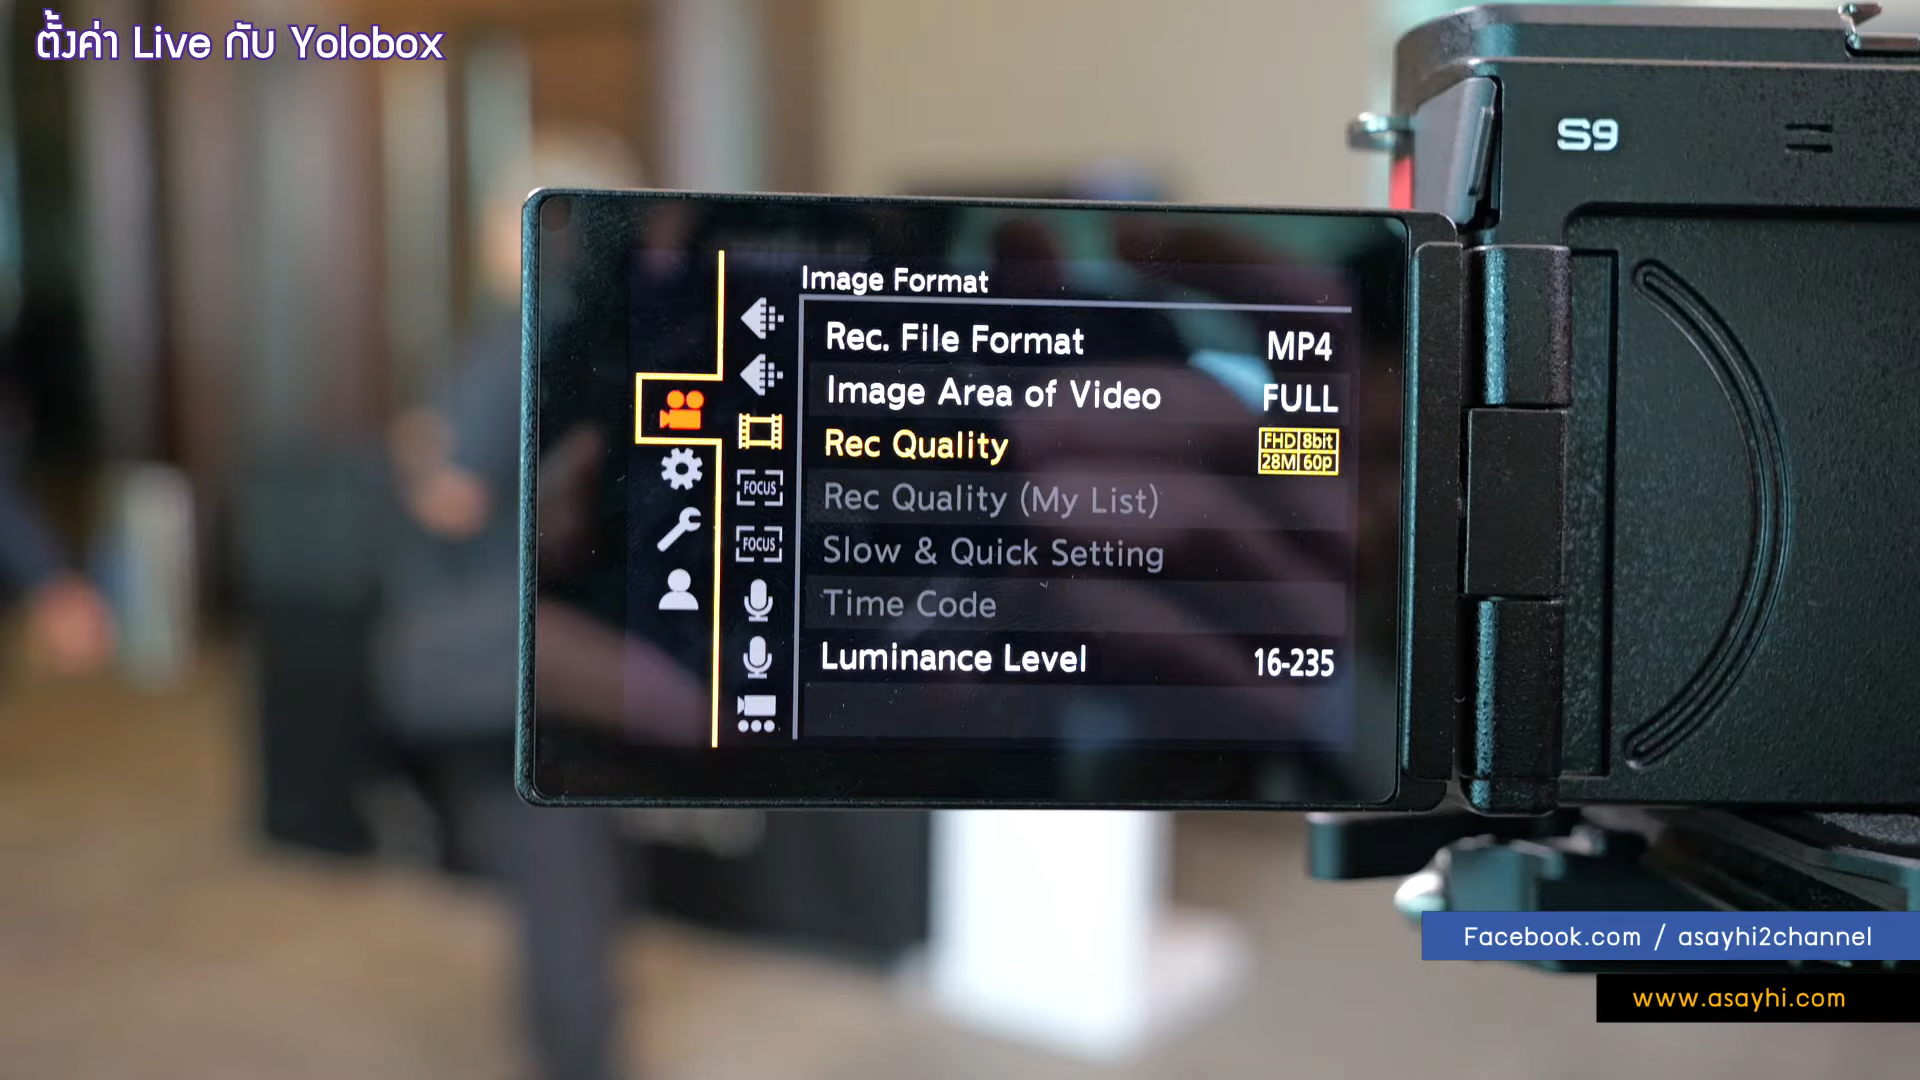 ตั้งค่า Live กับ Yolobox
S9
Image Format
Rec. File Format MP4
Image Area of Video FULL
Rec Quality FHD 8bit
28M 60p
Rec Quality (My List)
FOCUS
Slow & Quick Setting
FOCUS
Time Code
Luminance Level 16-235
Facebook.com / asayhi2channel
www.asayhi.com